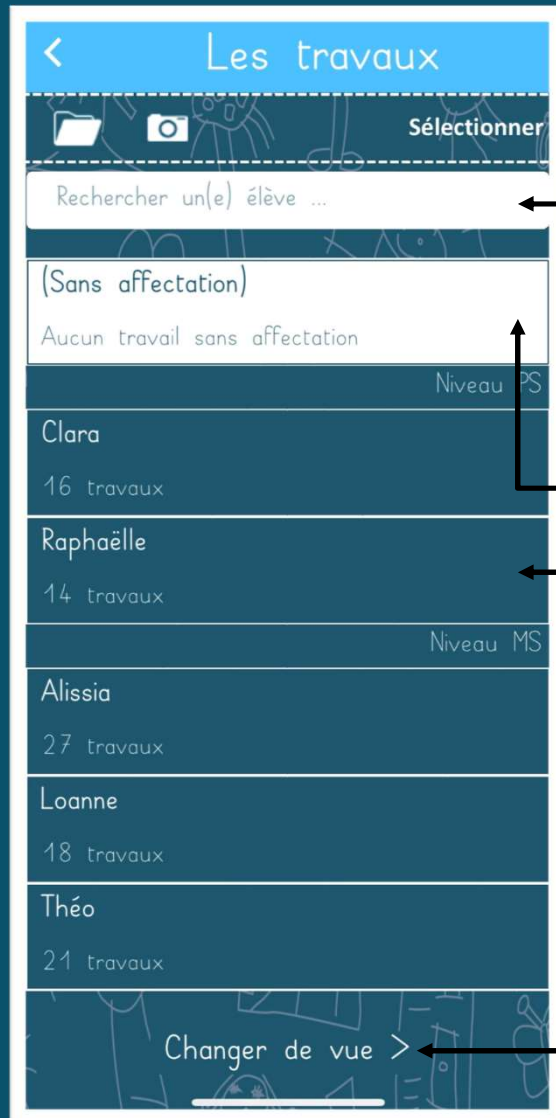 Les travaux
Sélectionner
Rechercher un(e) élève ...
(Sans affectation)
Aucun travail sans affectation
Niveau PS
Clara
16 travaux
Raphaëlle
14 travaux
Niveau MS
Alissia
27 travaux
Loanne
18 travaux
Théo
21 travaux
Changer de vue >